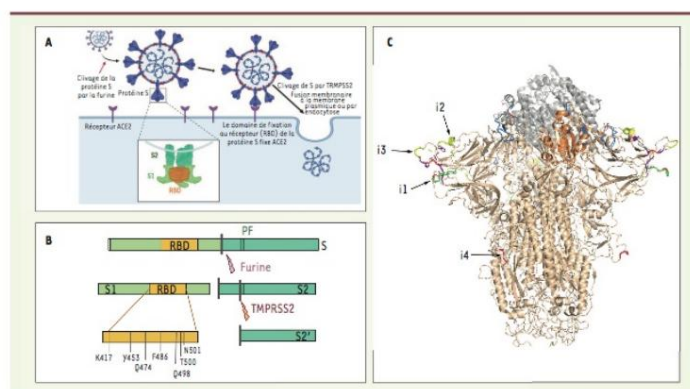 A
Clivage de la
protéine S
par la furine
Protéine S
Clivage de S par TMPSS2
Fusion membranaire
à la membrane
plasmique ou par
endocytose
Récepteur ACE2
Le domaine de fixation
au récepteur (RBD) de la
protéine S fixe ACE2
S2
S1
RBD
B
PF
RBD
S
Furine
S1
RBD
S2
TMPRSS2
S2'
K417
Y453
Q474
F486
Q498
T500
N501
C
i2
i3
i1
i4